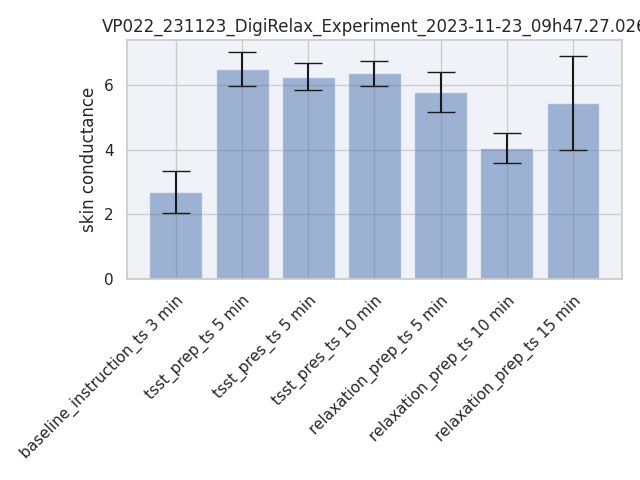 VP022_231123_DigiRelax_Experiment_2023-11-23_09h47.27.026
skin conductance
6
4
2
0
baseline_instruction_ts 3 min
tsst_prep_ts 5 min
tsst_pres_ts 5 min
tsst_pres_ts 10 min
relaxation_prep_ts 5 min
relaxation_prep_ts 10 min
relaxation_prep_ts 15 min